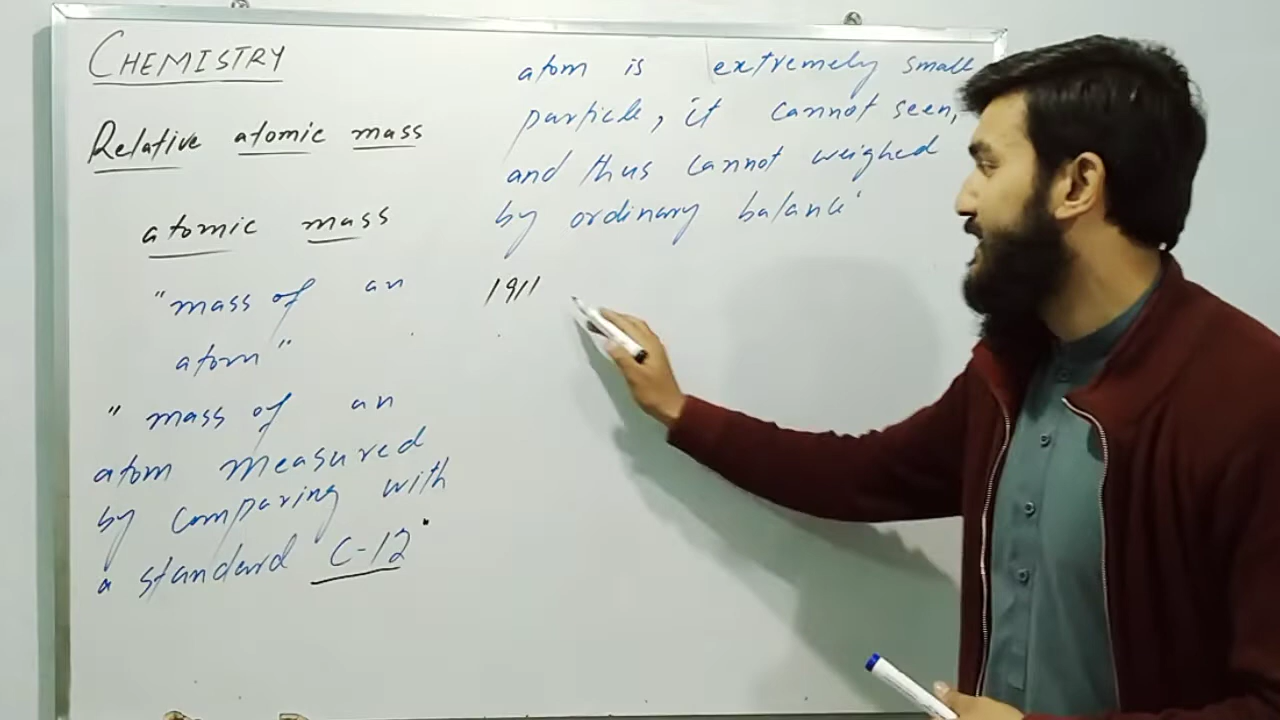 CHEMISTRY
Relative atomic mass
atomic mass
"mass of an
atom"
" mass of an
atom measured
by comparing with
a standard C-12"
atom is extremely small
particle, it cannot seen,
and thus cannot weighed
by ordinary balance'
1911